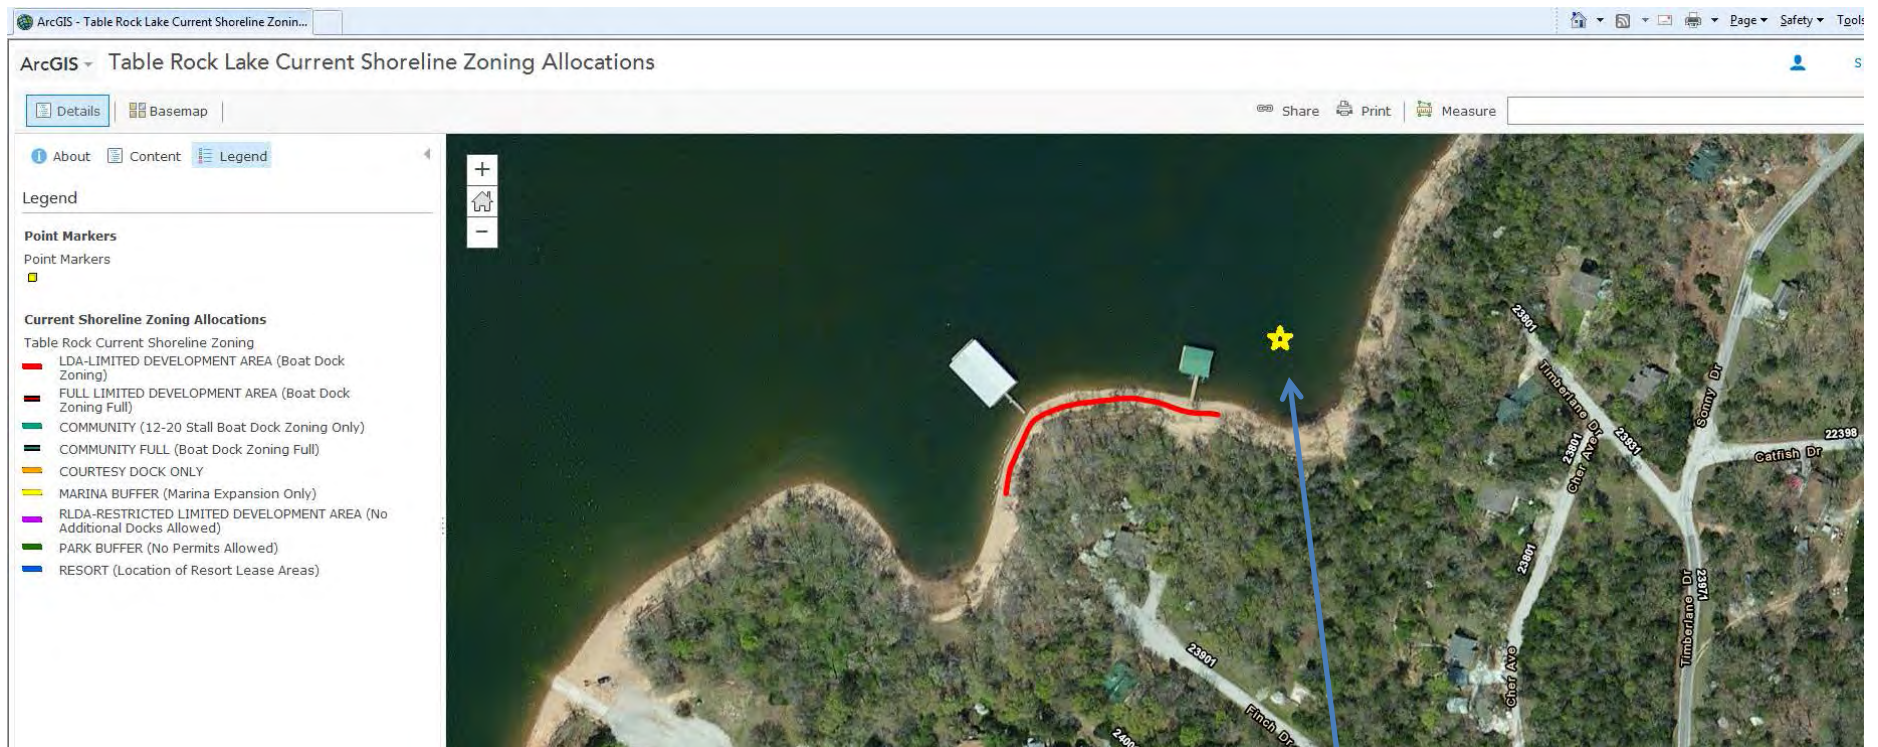 ArcGIS - Table Rock Lake Current Shoreline Zonin...
Page
Safety
Tools
ArcGIS
Table Rock Lake Current Shoreline Zoning Allocations
S
Details
Basemap
Share
Print
Measure
About
Content
Legend
Legend
Point Markers
Point Markers
Current Shoreline Zoning Allocations
Table Rock Current Shoreline Zoning
LDA-LIMITED DEVELOPMENT AREA (Boat Dock
Zoning)
FULL LIMITED DEVELOPMENT AREA (Boat Dock
Zoning Full)
COMMUNITY (12-20 Stall Boat Dock Zoning Only)
COMMUNITY FULL (Boat Dock Zoning Full)
COURTESY DOCK ONLY
MARINA BUFFER (Marina Expansion Only)
RLDA-RESTRICTED LIMITED DEVELOPMENT AREA (No
Additional Docks Allowed)
PARK BUFFER (No Permits Allowed)
RESORT (Location of Resort Lease Areas)
+
−
23801
Timberlane Dr
23931
Sonny Dr
22398
Catfish Dr
23801
Cher Ave
23801
Cher Ave
Timberlane Dr
23971
23901
Finch Dr
2400